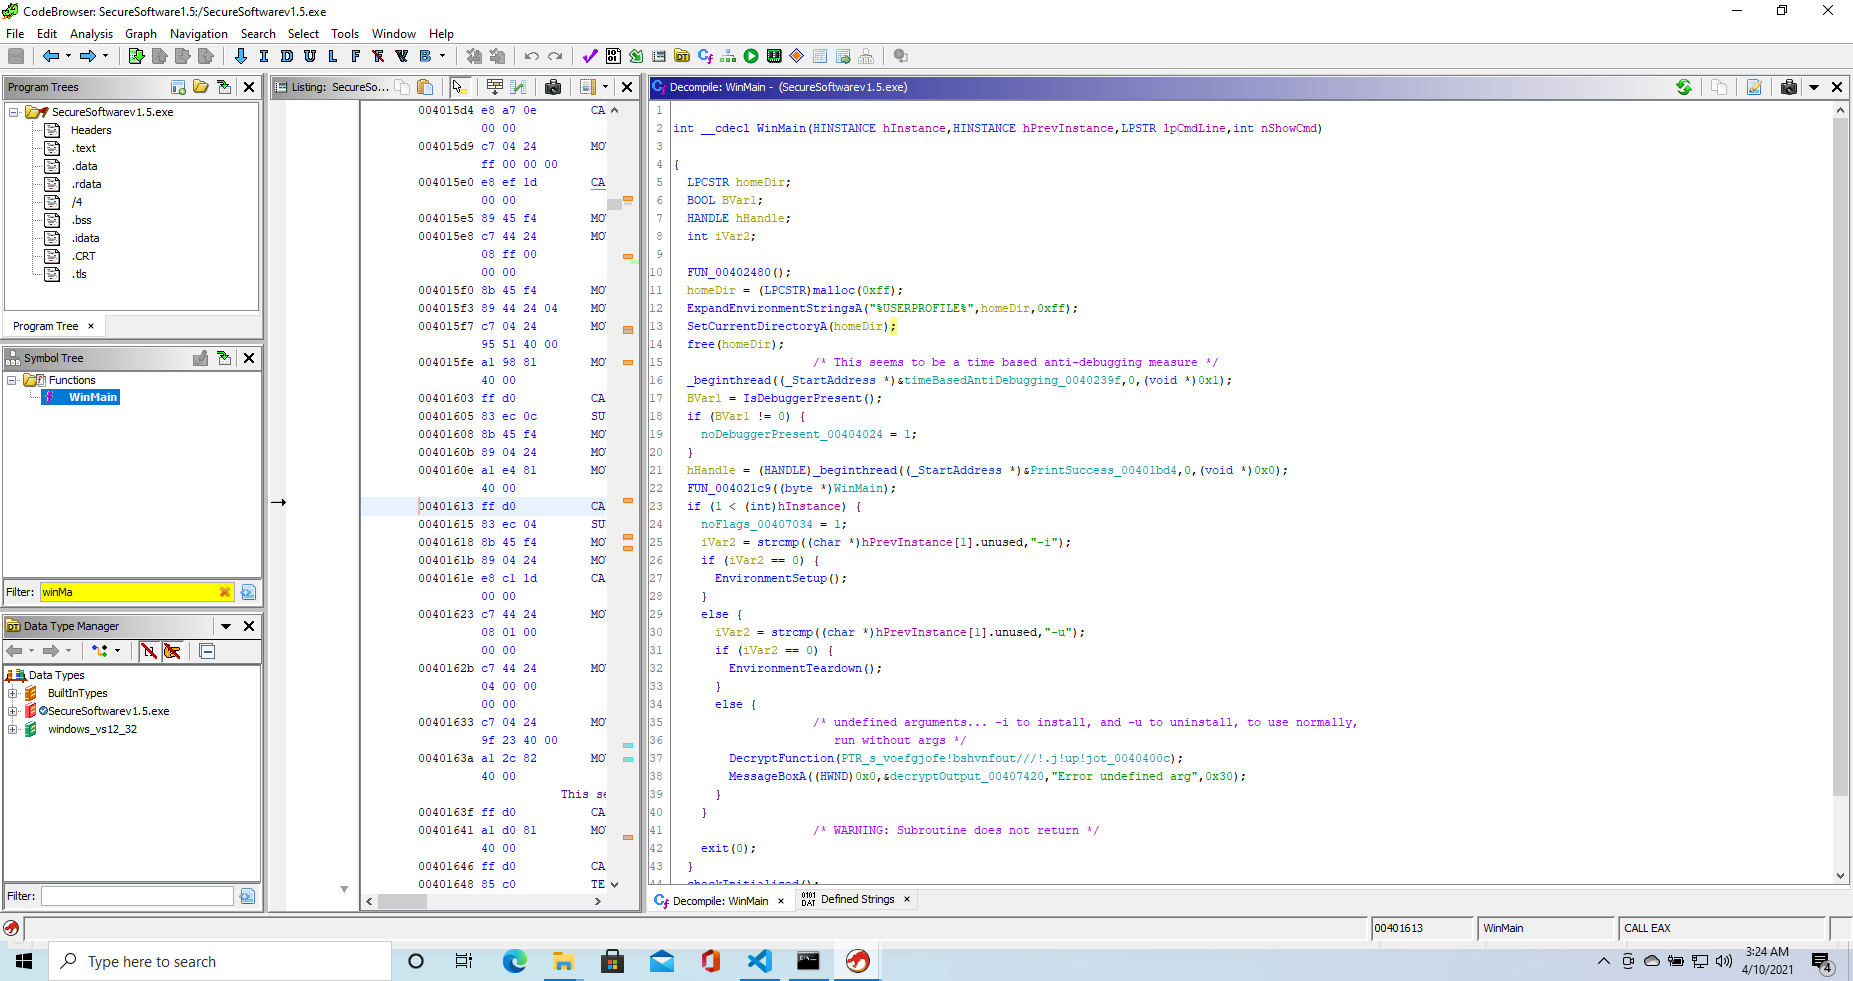 CodeBrowser: SecureSoftware1.5:/SecureSoftwarev1.5.exe
File Edit Analysis Graph Navigation Search Select Tools Window Help
I D U L F B
Program Trees
SecureSoftwarev1.5.exe
Headers
.text
.data
.rdata
/4
.bss
.idata
.CRT
.tls
Program Tree
Symbol Tree
Functions
WinMain
Filter: winMa
Data Type Manager
Data Types
BuiltInTypes
SecureSoftwarev1.5.exe
windows_vs12_32
Filter:
Listing: SecureSo...
004015d4 e8 a7 0e CA
00 00
004015d9 c7 04 24 MO
ff 00 00 00
004015e0 e8 ef 1d CA
00 00
004015e5 89 45 f4 MO
004015e8 c7 44 24 MO
08 ff 00
00 00
004015f0 8b 45 f4 MO
004015f3 89 44 24 04 MO
004015f7 c7 04 24 MO
95 51 40 00
004015fe a1 98 81 MO
40 00
00401603 ff d0 CA
00401605 83 ec 0c SU
00401608 8b 45 f4 MO
0040160b 89 04 24 MO
0040160e a1 e4 81 MO
40 00
00401613 ff d0 CA
00401615 83 ec 04 SU
00401618 8b 45 f4 MO
0040161b 89 04 24 MO
0040161e e8 c1 1d CA
00 00
00401623 c7 44 24 MO
08 01 00
00 00
0040162b c7 44 24 MO
04 00 00
00 00
00401633 c7 04 24 MO
9f 23 40 00
0040163a a1 2c 82 MO
40 00
This se
0040163f ff d0 CA
00401641 a1 d0 81 MO
40 00
00401646 ff d0 CA
00401648 85 c0 TE
Decompile: WinMain - (SecureSoftwarev1.5.exe)
1
2 int __cdecl WinMain(HINSTANCE hInstance,HINSTANCE hPrevInstance,LPSTR lpCmdLine,int nShowCmd)
3
4 {
5 LPCSTR homeDir;
6 BOOL BVar1;
7 HANDLE hHandle;
8 int iVar2;
9
10 FUN_00402480();
11 homeDir = (LPCSTR)malloc(0xff);
12 ExpandEnvironmentStringsA("%USERPROFILE%",homeDir,0xff);
13 SetCurrentDirectoryA(homeDir);
14 free(homeDir);
15 /* This seems to be a time based anti-debugging measure */
16 _beginthread((_StartAddress *)&timeBasedAntiDebugging_0040239f,0,(void *)0x1);
17 BVar1 = IsDebuggerPresent();
18 if (BVar1 != 0) {
19 noDebuggerPresent_00404024 = 1;
20 }
21 hHandle = (HANDLE)_beginthread((_StartAddress *)&PrintSuccess_00401bd4,0,(void *)0x0);
22 FUN_004021c9((byte *)WinMain);
23 if (1 < (int)hInstance) {
24 noFlags_00407034 = 1;
25 iVar2 = strcmp((char *)hPrevInstance[1].unused,"-i");
26 if (iVar2 == 0) {
27 EnvironmentSetup();
28 }
29 else {
30 iVar2 = strcmp((char *)hPrevInstance[1].unused,"-u");
31 if (iVar2 == 0) {
32 EnvironmentTeardown();
33 }
34 else {
35 /* undefined arguments... -i to install, and -u to uninstall, to use normally,
36 run without args */
37 DecryptFunction(PTR_s_voefgjofe!bshvnfout///!.j!up!jot_0040400c);
38 MessageBoxA((HWND)0x0,&decryptOutput_00407420,"Error undefined arg",0x30);
39 }
40 }
41 /* WARNING: Subroutine does not return */
42 exit(0);
43 }
44 checkInitialized();
Decompile: WinMain
Defined Strings
00401613
WinMain
CALL EAX
Type here to search
3:24 AM
4/10/2021
4